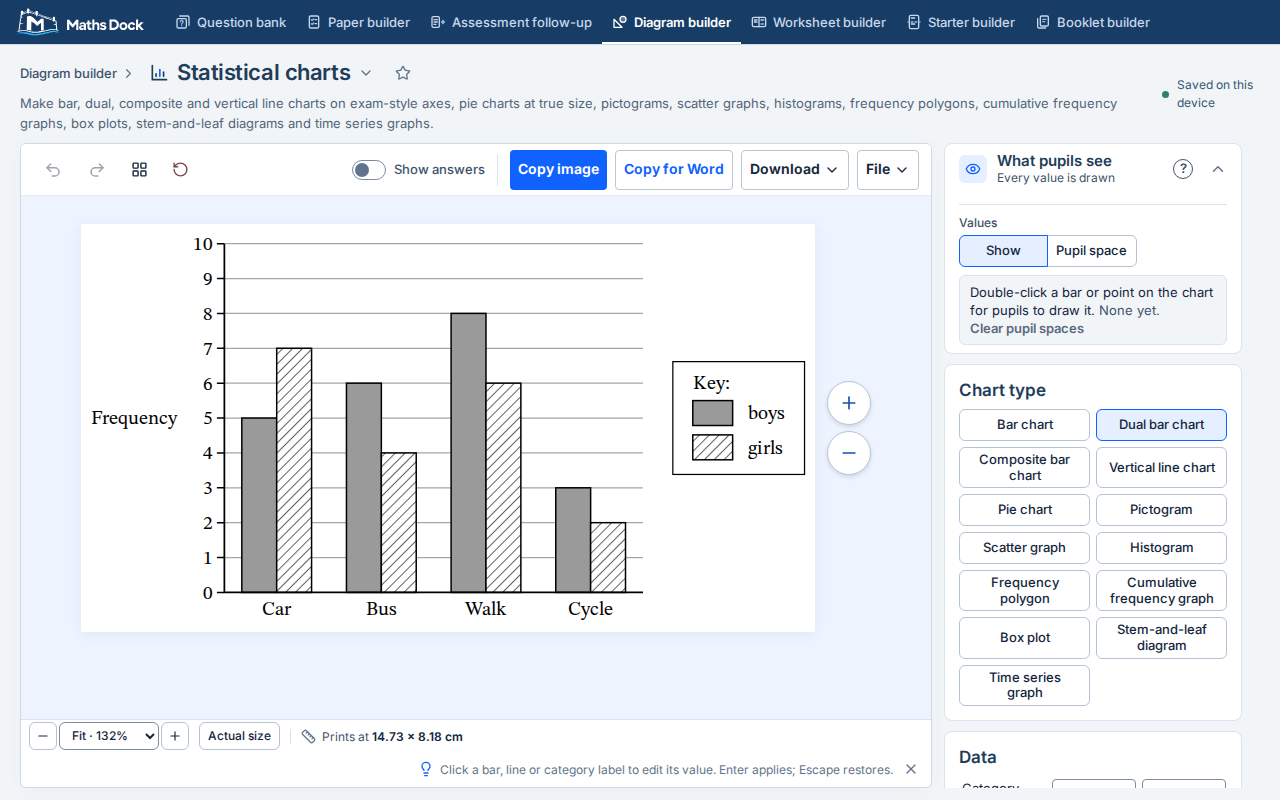 Maths Dock
Question bank
Paper builder
Assessment follow-up
Diagram builder
Worksheet builder
Starter builder
Booklet builder
Diagram builder
Statistical charts
Make bar, dual, composite and vertical line charts on exam-style axes, pie charts at true size, pictograms, scatter graphs, histograms, frequency polygons, cumulative frequency
graphs, box plots, stem-and-leaf diagrams and time series graphs.
Saved on this
device
Show answers
Copy image
Copy for Word
Download
File
10
9
8
7
6
5
4
3
2
1
0
Frequency
Car
Bus
Walk
Cycle
Key:
boys
girls
+
−
−
Fit · 132%
+
Actual size
Prints at 14.73 × 8.18 cm
Click a bar, line or category label to edit its value. Enter applies; Escape restores.
What pupils see
Every value is drawn
?
Values
Show
Pupil space
Double-click a bar or point on the chart
for pupils to draw it. None yet.
Clear pupil spaces
Chart type
Bar chart
Dual bar chart
Composite bar
chart
Vertical line chart
Pie chart
Pictogram
Scatter graph
Histogram
Frequency
polygon
Cumulative
frequency graph
Box plot
Stem-and-leaf
diagram
Time series
graph
Data
Category